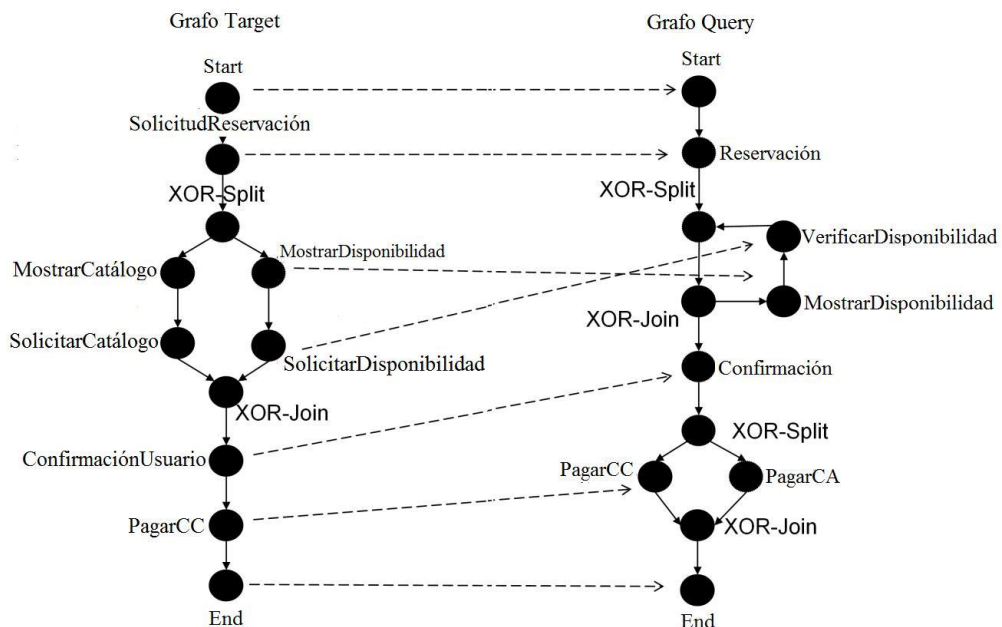 Grafo Target
Start
SolicitudReservación
XOR-Split
MostrarCatálogo
MostrarDisponibilidad
SolicitarCatálogo
SolicitarDisponibilidad
XOR-Join
ConfirmaciónUsuario
PagarCC
End
Grafo Query
Start
Reservación
XOR-Split
VerificarDisponibilidad
MostrarDisponibilidad
XOR-Join
Confirmación
XOR-Split
PagarCC
PagarCA
XOR-Join
End